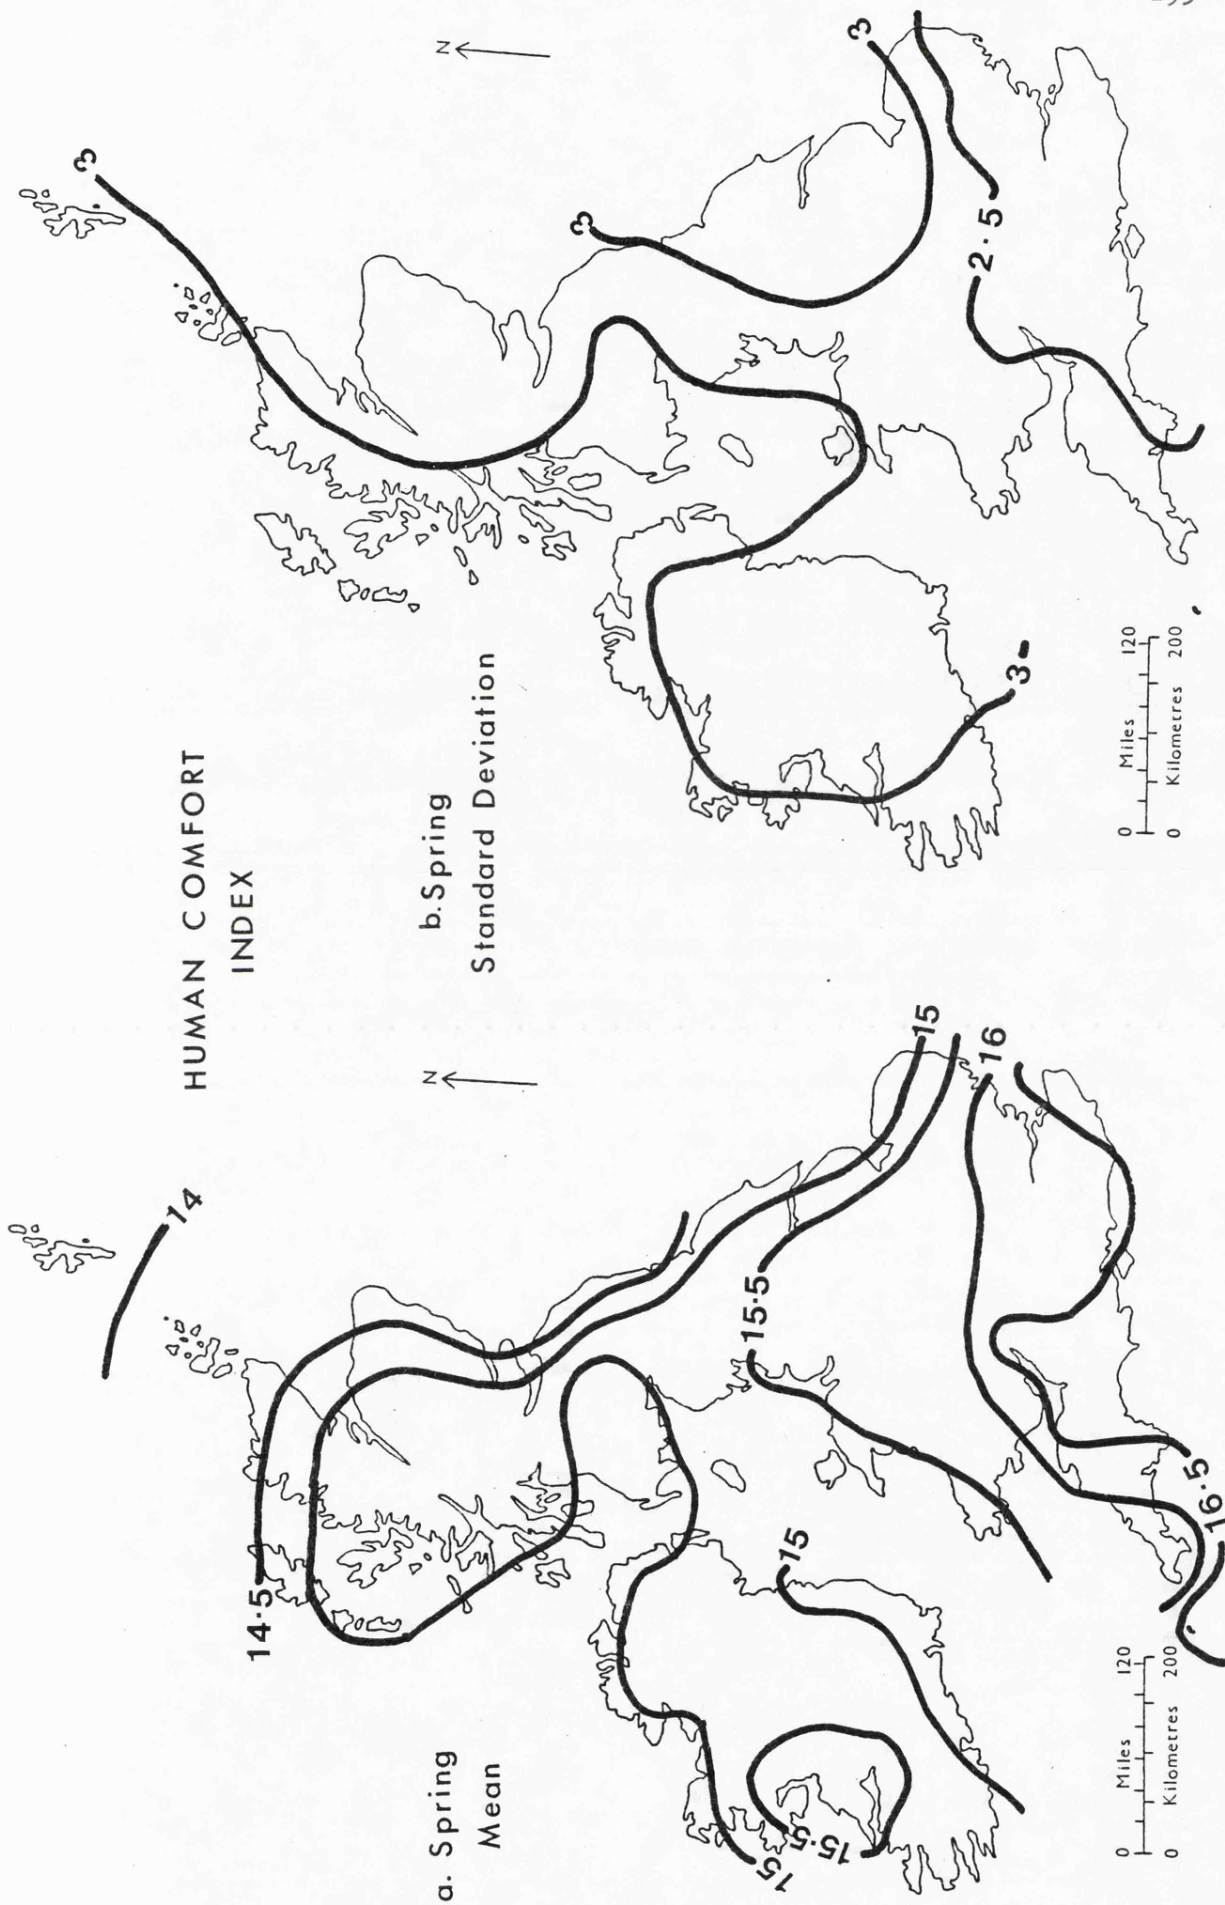 HUMAN COMFORT
INDEX
a. Spring
Mean
N
14
14·5
15
15·5
15
15
15·5
15·5
16
16·5
Miles
0 120
0 200
Kilometres
b. Spring
Standard Deviation
N
3
3
3
3
2·5
Miles
0 120
0 200
Kilometres